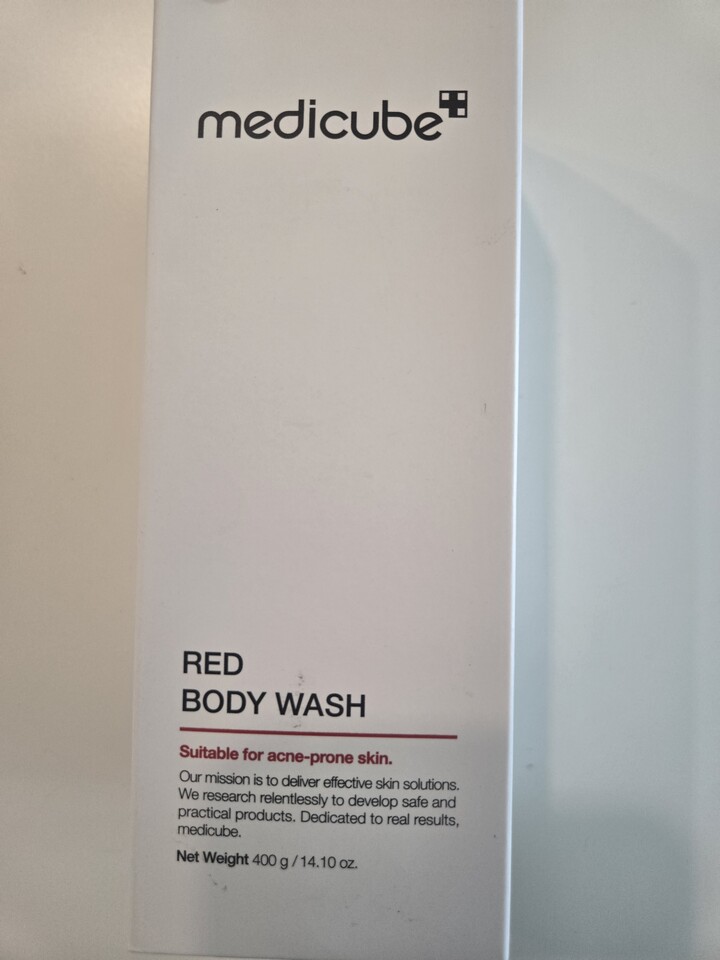 medicube
RED
BODY WASH
Suitable for acne-prone skin.
Our mission is to deliver effective skin solutions.
We research relentlessly to develop safe and
practical products. Dedicated to real results,
medicube.
Net Weight 400 g / 14.10 oz.